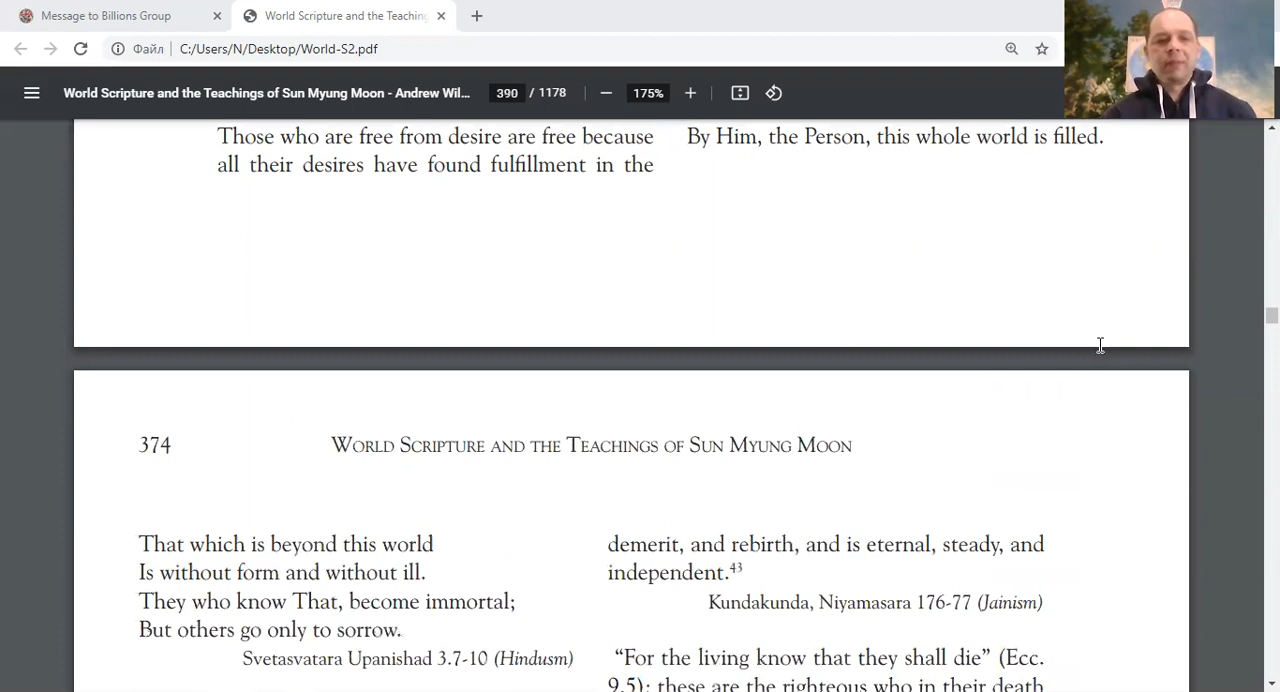 Message to Billions Group
World Scripture and the Teachin
Файл
C:/Users/N/Desktop/World-S2.pdf
World Scripture and the Teachings of Sun Myung Moon - Andrew Wil...
390 / 1178
175%
Those who are free from desire are free because
all their desires have found fulfillment in the
By Him, the Person, this whole world is filled.
374
World Scripture and the Teachings of Sun Myung Moon
That which is beyond this world
Is without form and without ill.
They who know That, become immortal;
But others go only to sorrow.
Svetasvatara Upanishad 3.7-10 (Hindusm)
demerit, and rebirth, and is eternal, steady, and
independent.43
Kundakunda, Niyamasara 176-77 (Jainism)
“For the living know that they shall die” (Ecc.
9.5): these are the righteous who in their death